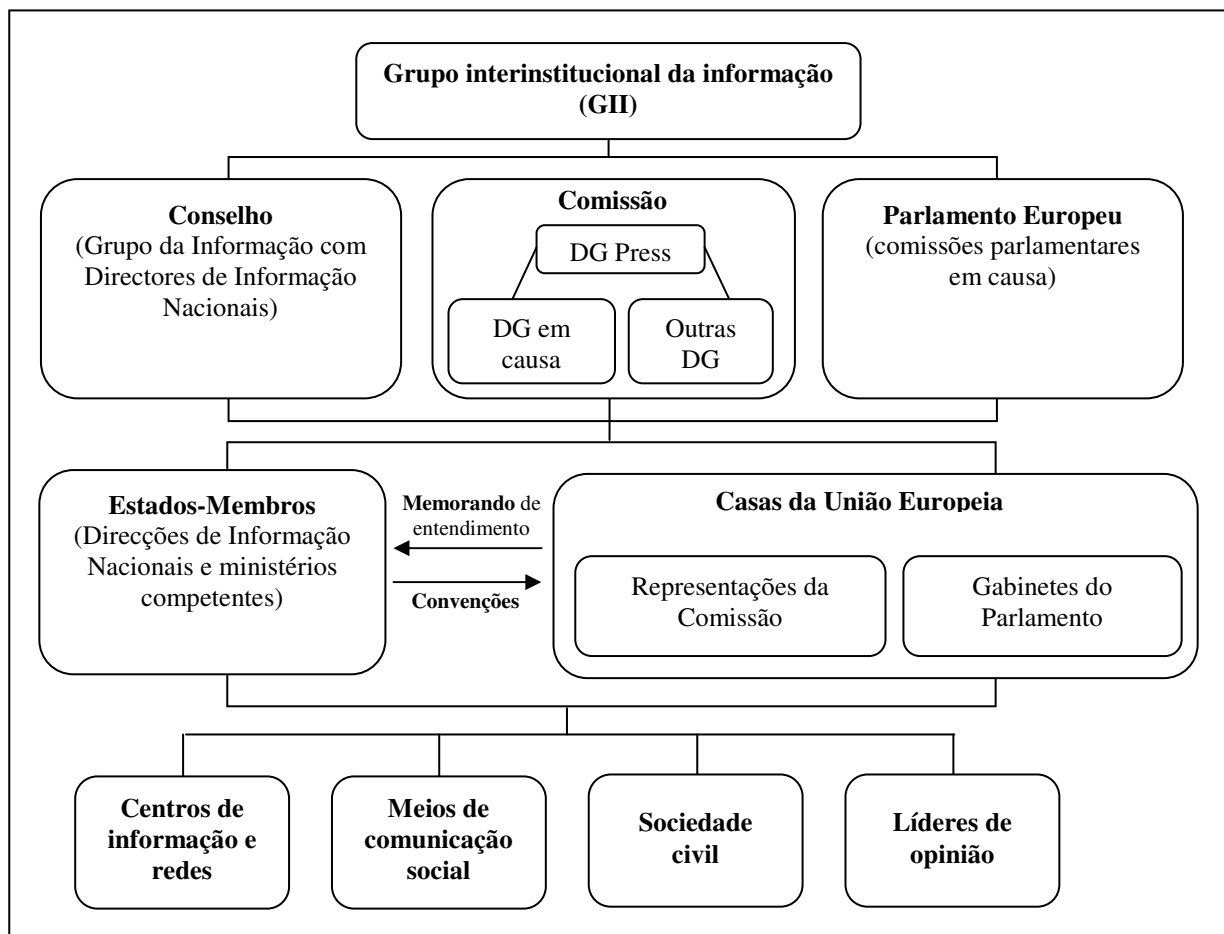 Grupo interinstitucional da informação
(GII)
Conselho
(Grupo da Informação com
Directores de Informação
Nacionais)
Comissão
DG Press
DG em
causa
Outras
DG
Parlamento Europeu
(comissões parlamentares
em causa)
Estados-Membros
(Direcções de Informação
Nacionais e ministérios
competentes)
Memorando de
entendimento
Convenções
Casas da União Europeia
Representações da
Comissão
Gabinetes do
Parlamento
Centros de
informação e
redes
Meios de
comunicação
social
Sociedade
civil
Líderes de
opinião